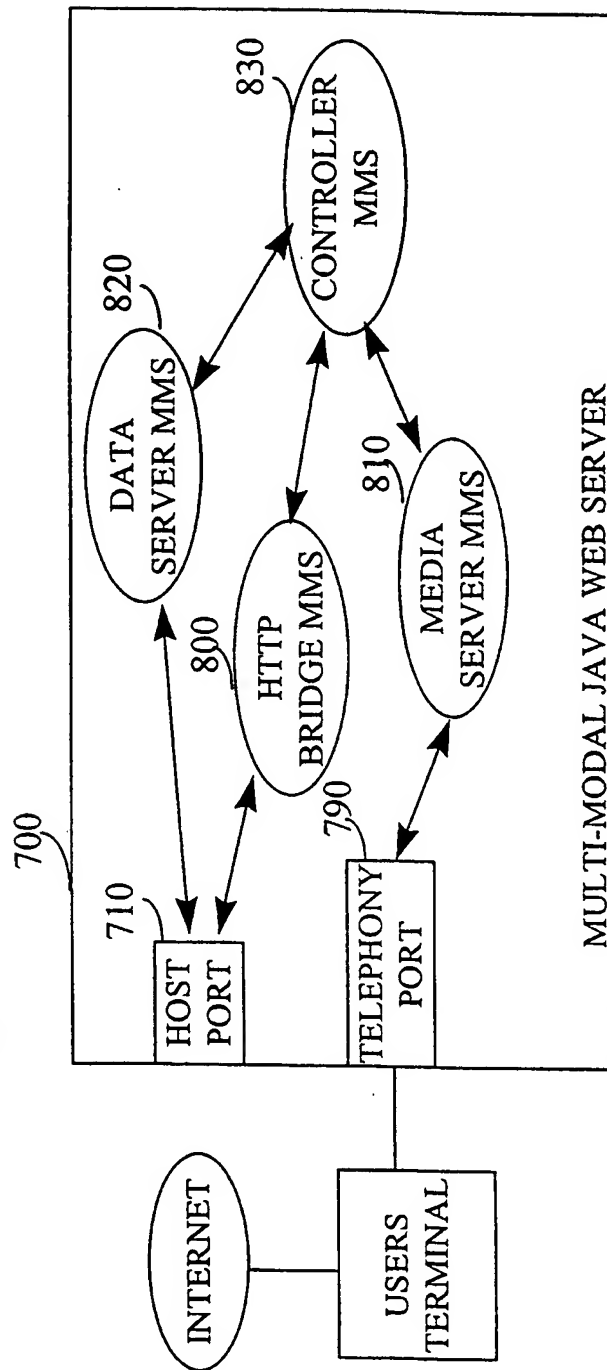 INTERNET
USERS
TERMINAL
700
710
HOST
PORT
790
TELEPHONY
PORT
820
DATA
SERVER MMS
800
HTTP
BRIDGE MMS
810
MEDIA
SERVER MMS
830
CONTROLLER
MMS
MULTI-MODAL JAVA WEB SERVER